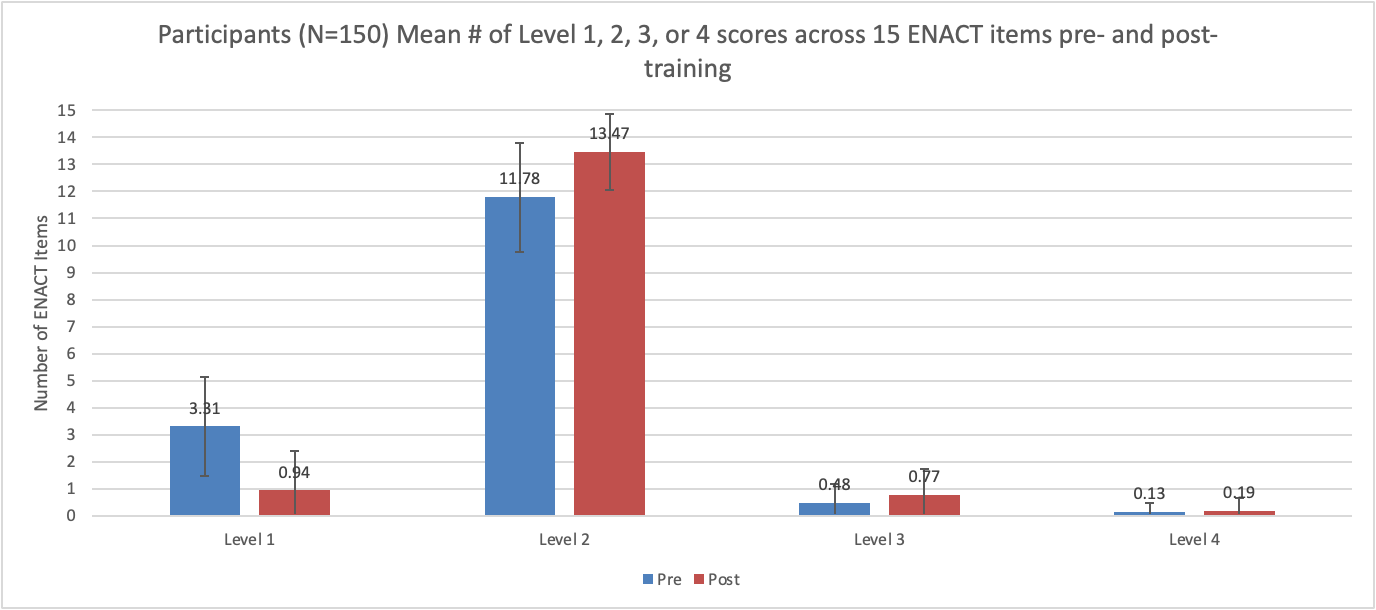 Participants (N=150) Mean # of Level 1, 2, 3, or 4 scores across 15 ENACT items pre- and post-
training
Number of ENACT Items
15
14
13
12
11
10
9
8
7
6
5
4
3
2
1
0
3.31
0.94
11.78
13.47
0.48
0.77
0.13
0.19
Level 1
Level 2
Level 3
Level 4
Pre
Post